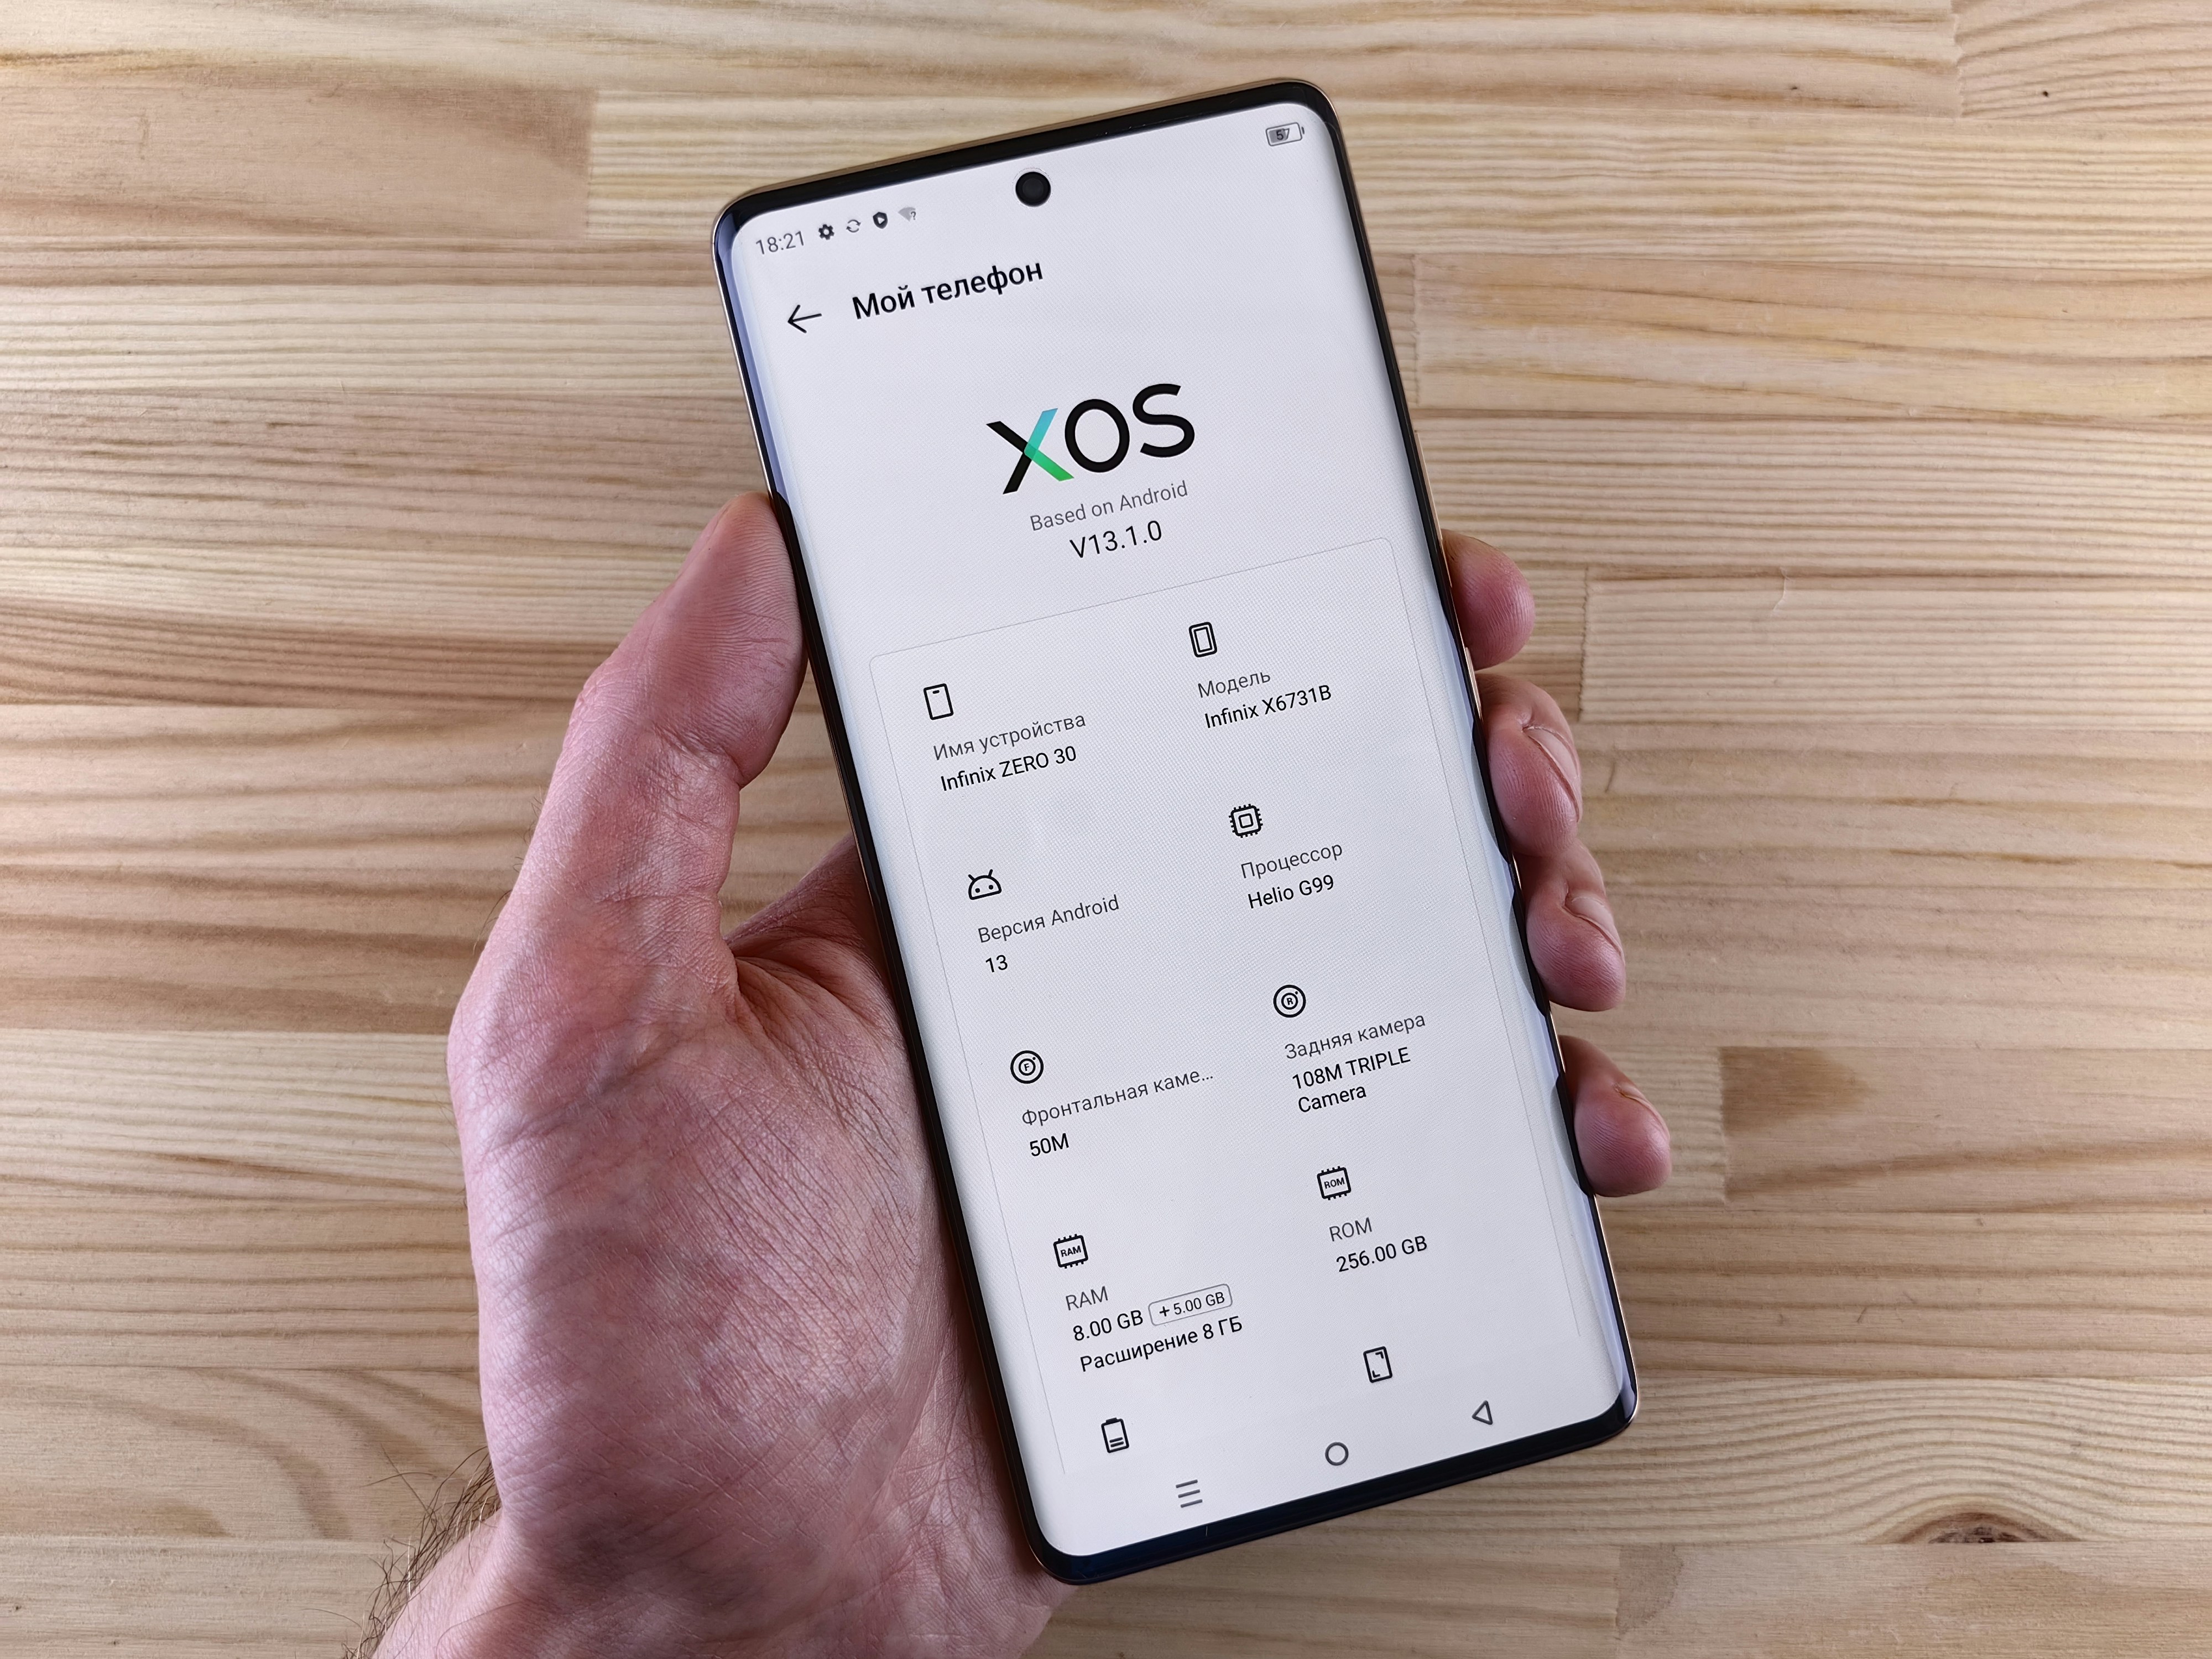 18:21
57
Мой телефон
XOS
Based on Android
V13.1.0
Имя устройства
Infinix ZERO 30
Модель
Infinix X6731B
Версия Android
13
Процессор
Helio G99
Фронтальная каме...
50M
Задняя камера
108M TRIPLE
Camera
RAM
RAM
8.00 GB +5.00 GB
Расширение 8 ГБ
ROM
ROM
256.00 GB